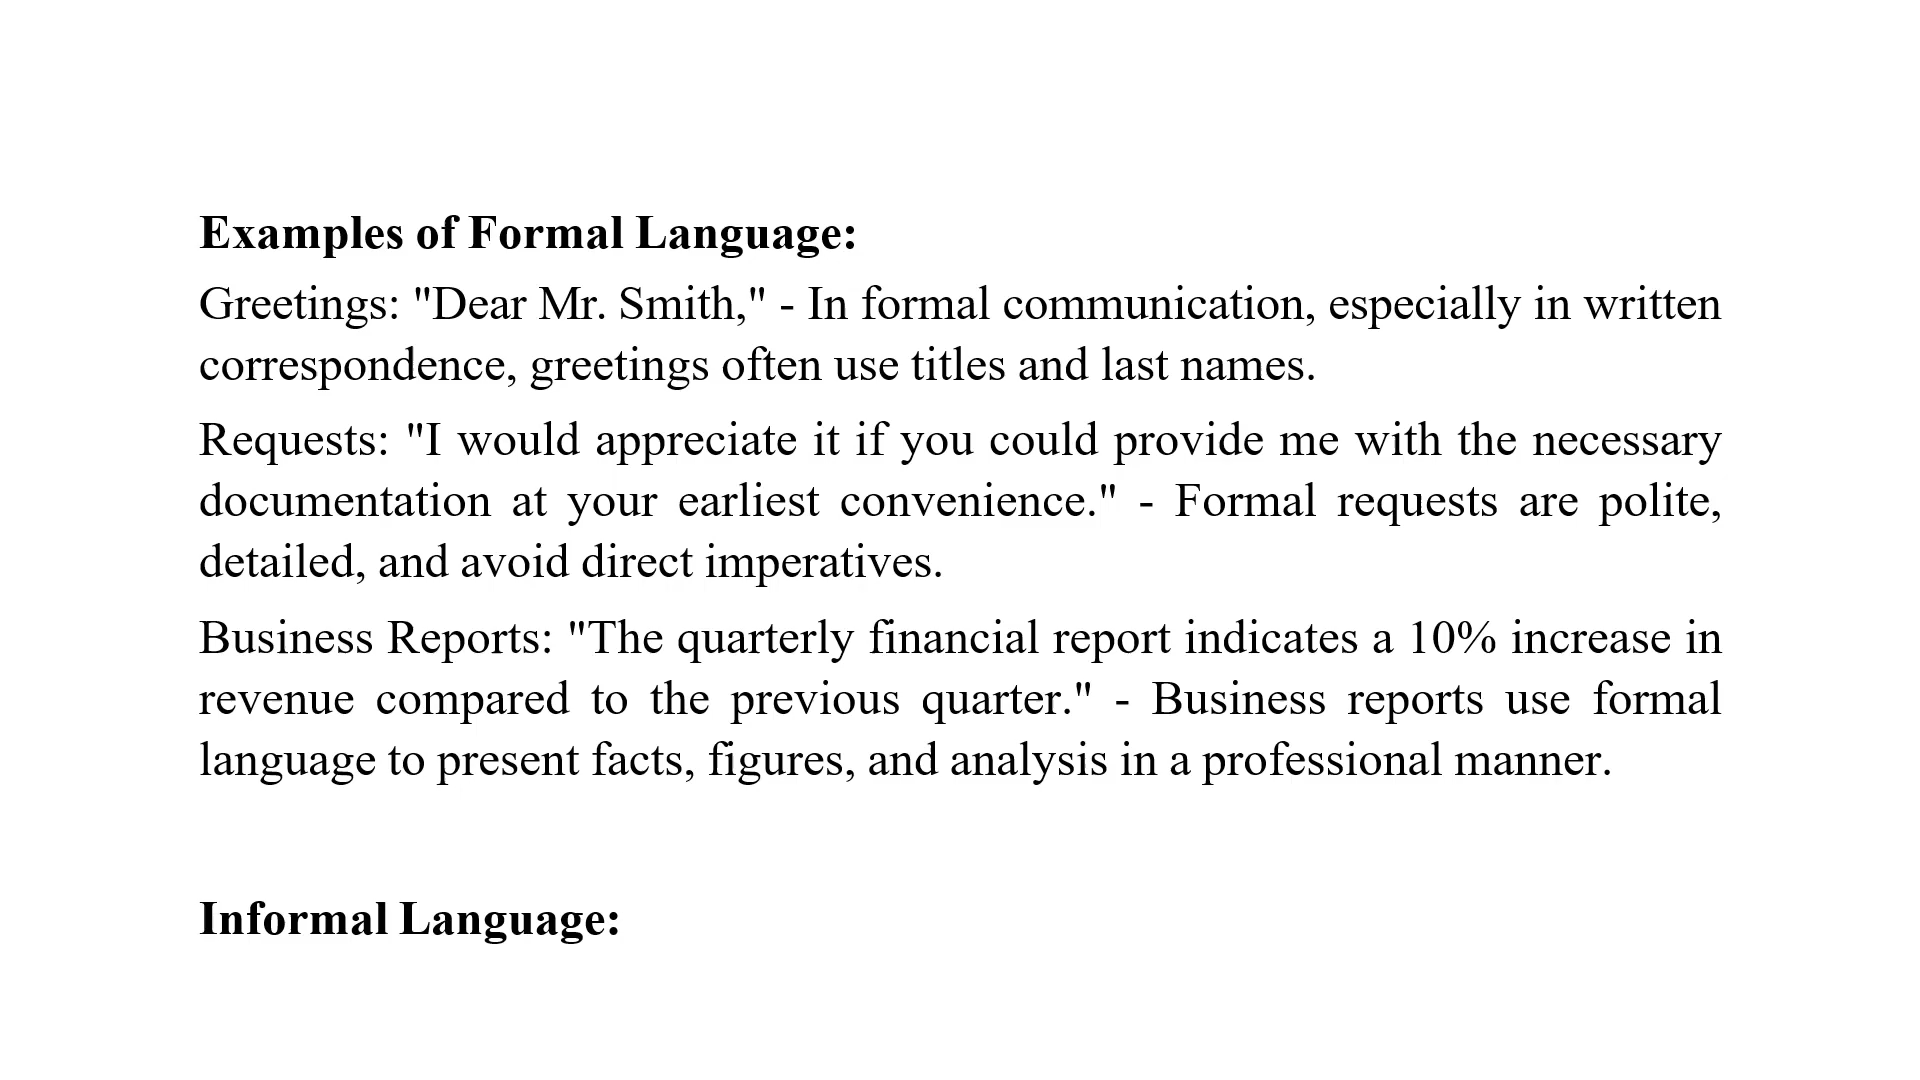 Examples of Formal Language:
Greetings: "Dear Mr. Smith," - In formal communication, especially in written
correspondence, greetings often use titles and last names.
Requests: "I would appreciate it if you could provide me with the necessary
documentation at your earliest convenience." - Formal requests are polite,
detailed, and avoid direct imperatives.
Business Reports: "The quarterly financial report indicates a 10% increase in
revenue compared to the previous quarter." - Business reports use formal
language to present facts, figures, and analysis in a professional manner.
Informal Language: